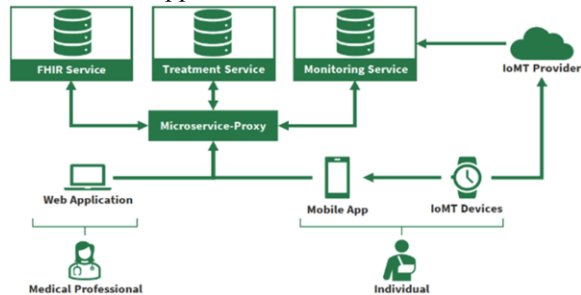 FHIR Service
Treatment Service
Monitoring Service
IoMT Provider
Microservice-Proxy
Web Application
Mobile App
IoMT Devices
Medical Professional
Individual